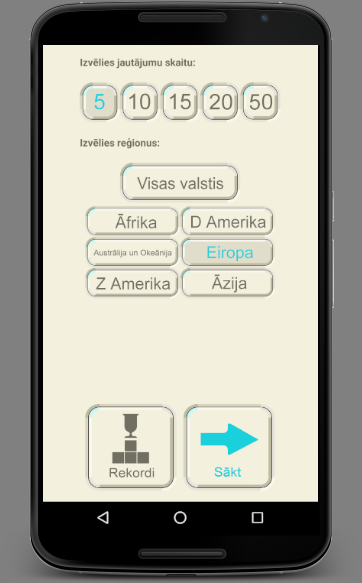 Izvēlies jautājumu skaitu:
5 10 15 20 50
Izvēlies reģionus:
Visas valstis
Āfrika D Amerika
Austrālija un Okeānija Eiropa
Z Amerika Āzija
Rekordi Sākt